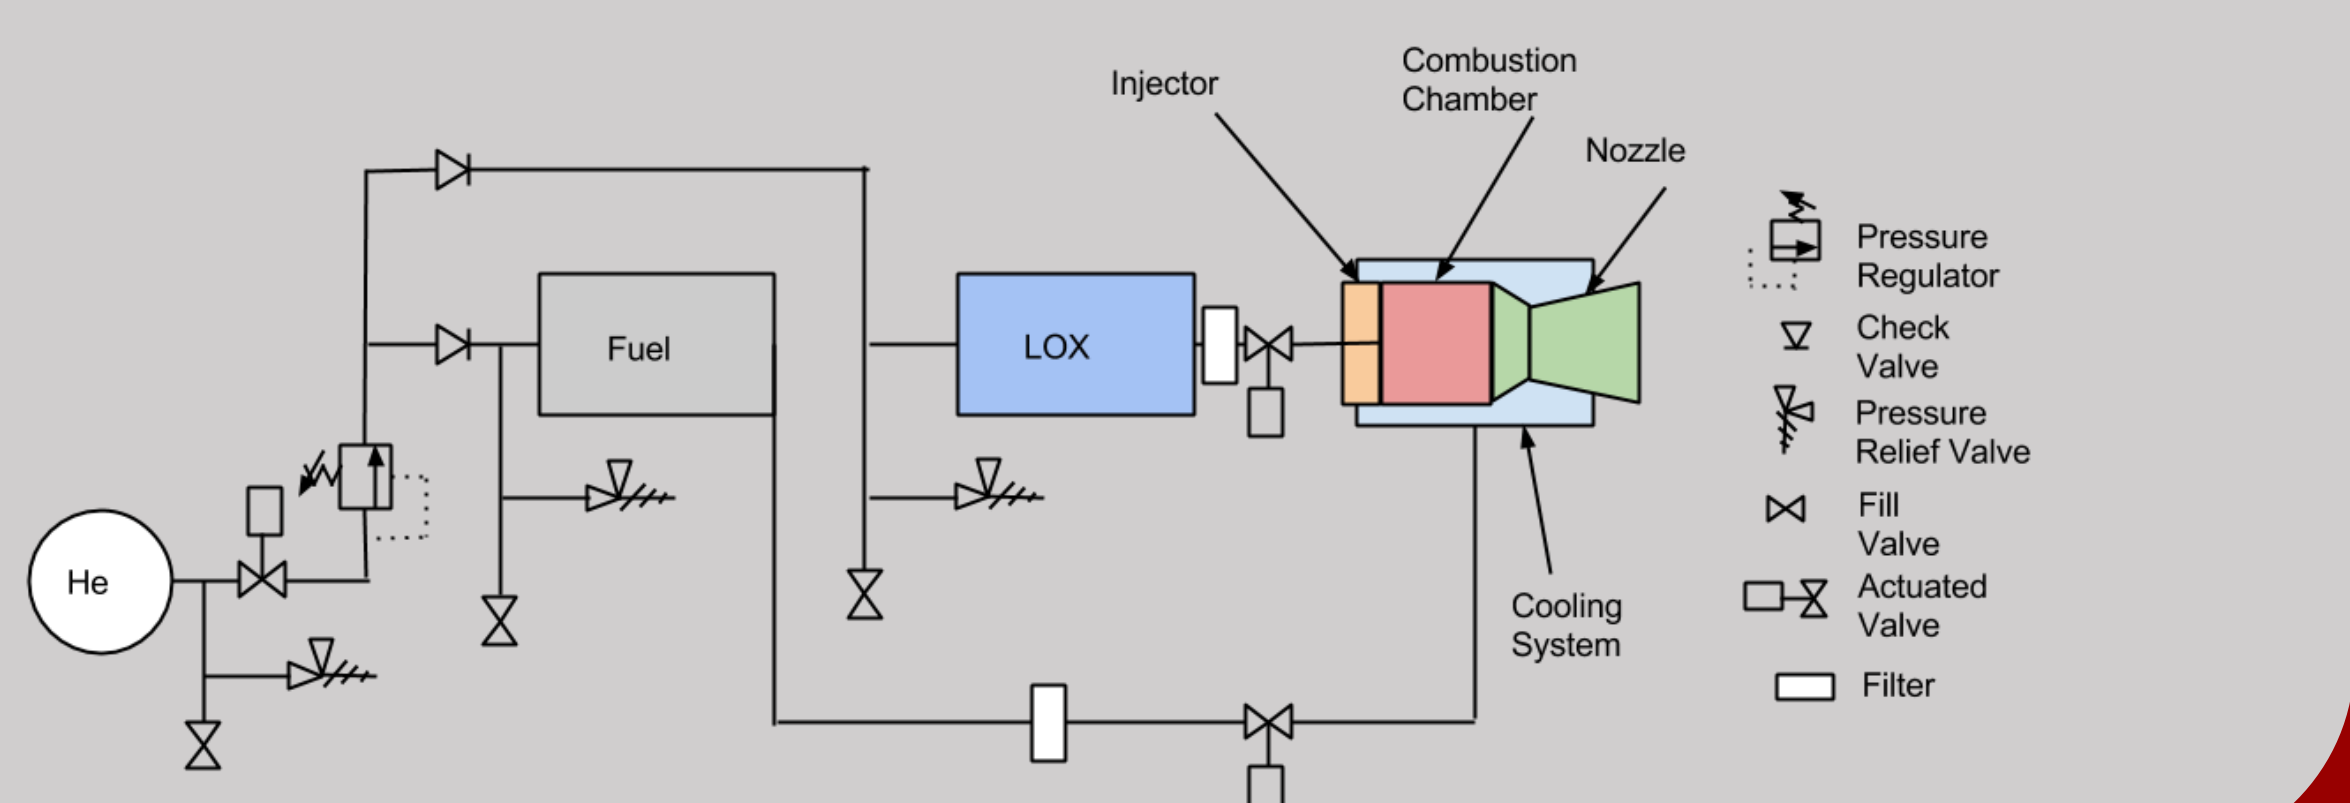 Injector
Combustion
Chamber
Nozzle
Fuel
LOX
He
Cooling
System
Pressure
Regulator
Check
Valve
Pressure
Relief Valve
Fill
Valve
Actuated
Valve
Filter